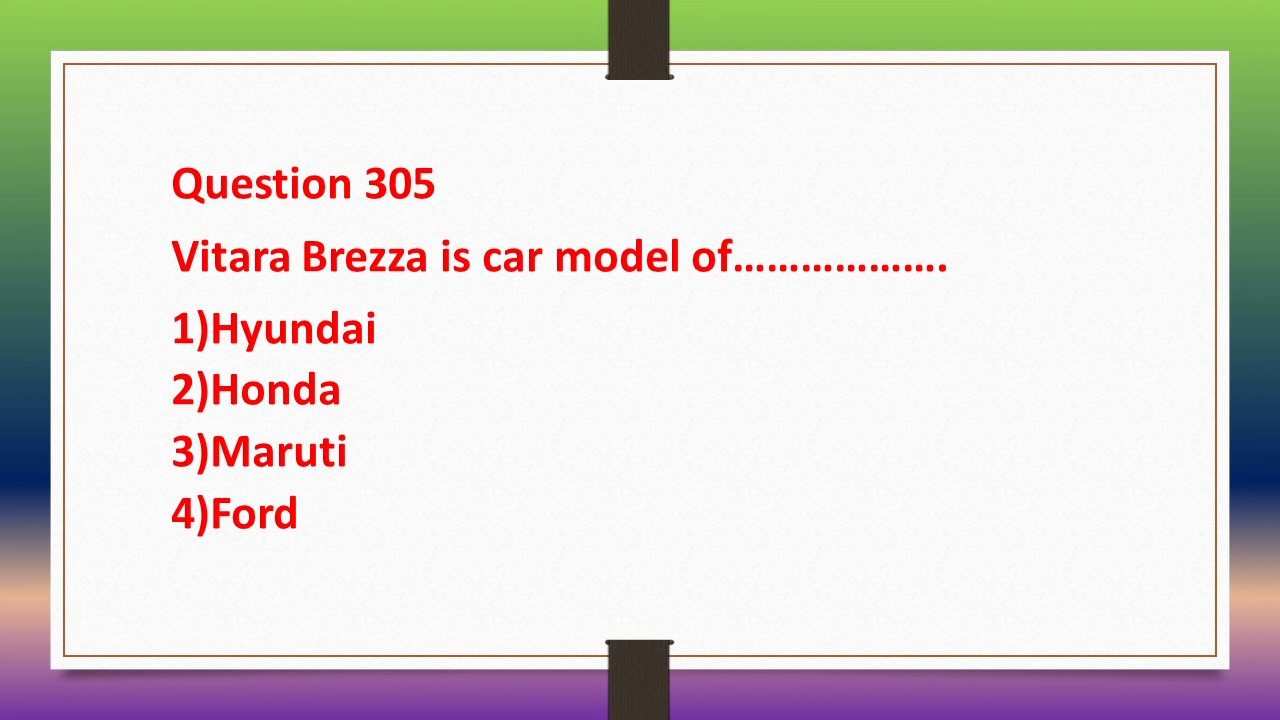 Question 305
Vitara Brezza is car model of……………….
1)Hyundai
2)Honda
3)Maruti
4)Ford